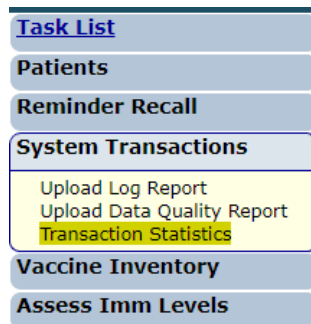 Task List
Patients
Reminder Recall
System Transactions
Upload Log Report
Upload Data Quality Report
Transaction Statistics
Vaccine Inventory
Assess Imm Levels